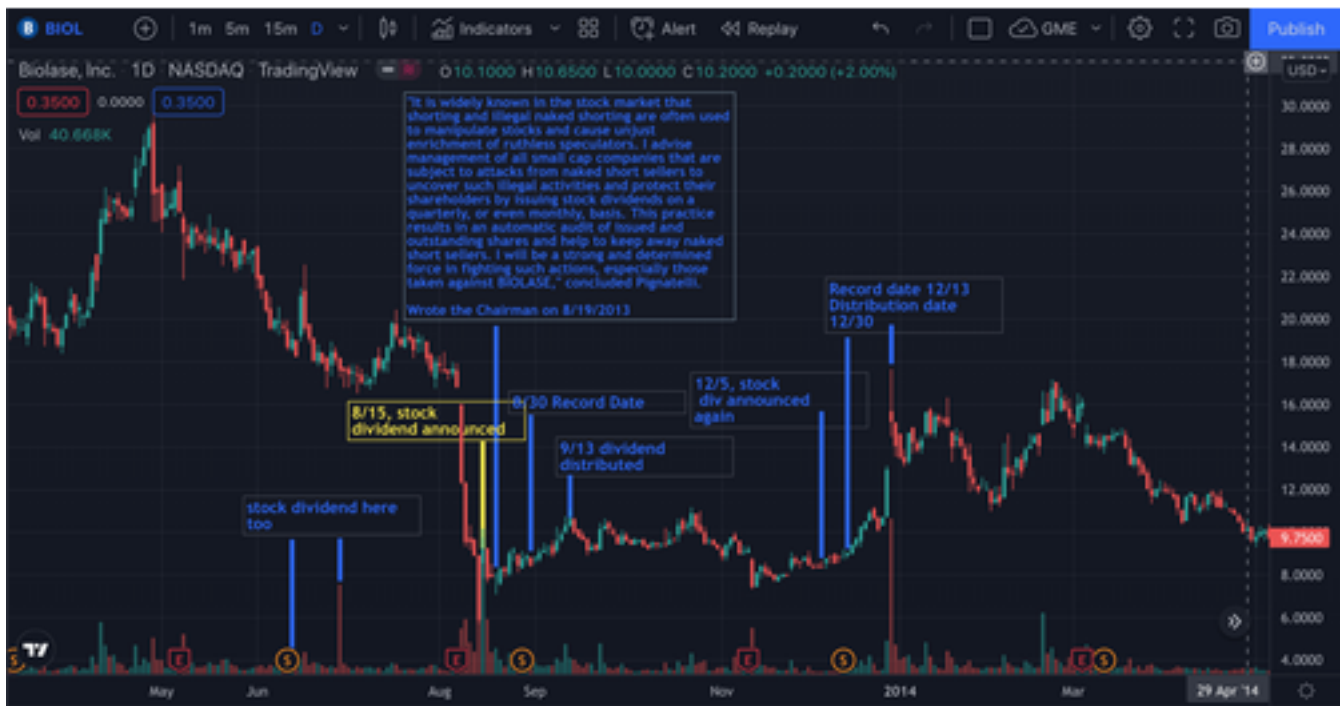 BIOL 1m 5m 15m D Indicators Alert Replay GME Publish
Biolase, Inc. 1D NASDAQ TradingView O10.1000 H10.6500 L10.0000 C10.2000 +0.2000 (+2.00%) USD
0.3500 0.0000 0.3500
Vol 40.668K
"It is widely known in the stock market that
shorting and illegal naked shorting are often used
to manipulate stocks and cause unjust
enrichment of ruthless speculators. I advise
management of all small cap companies that are
subject to attacks from naked short sellers to
uncover such illegal activities and protect their
shareholders by issuing stock dividends on a
quarterly, or even monthly, basis. This practice
results in an automatic audit of issued and
outstanding shares and help to keep away naked
short sellers. I will be a strong and determined
force in fighting such actions, especially those
taken against BIOLASE," concluded Pignatelli.
Wrote the Chairman on 8/19/2013
Record date 12/13
Distribution date
12/30
12/5, stock
div announced
again
8/30 Record Date
8/15, stock
dividend announced
9/13 dividend
distributed
stock dividend here
too
30.0000
28.0000
26.0000
24.0000
22.0000
20.0000
18.0000
16.0000
14.0000
12.0000
9.7500
8.0000
6.0000
4.0000
S E S E S E S E S
May Jun Aug Sep Nov 2014 Mar 29 Apr '14